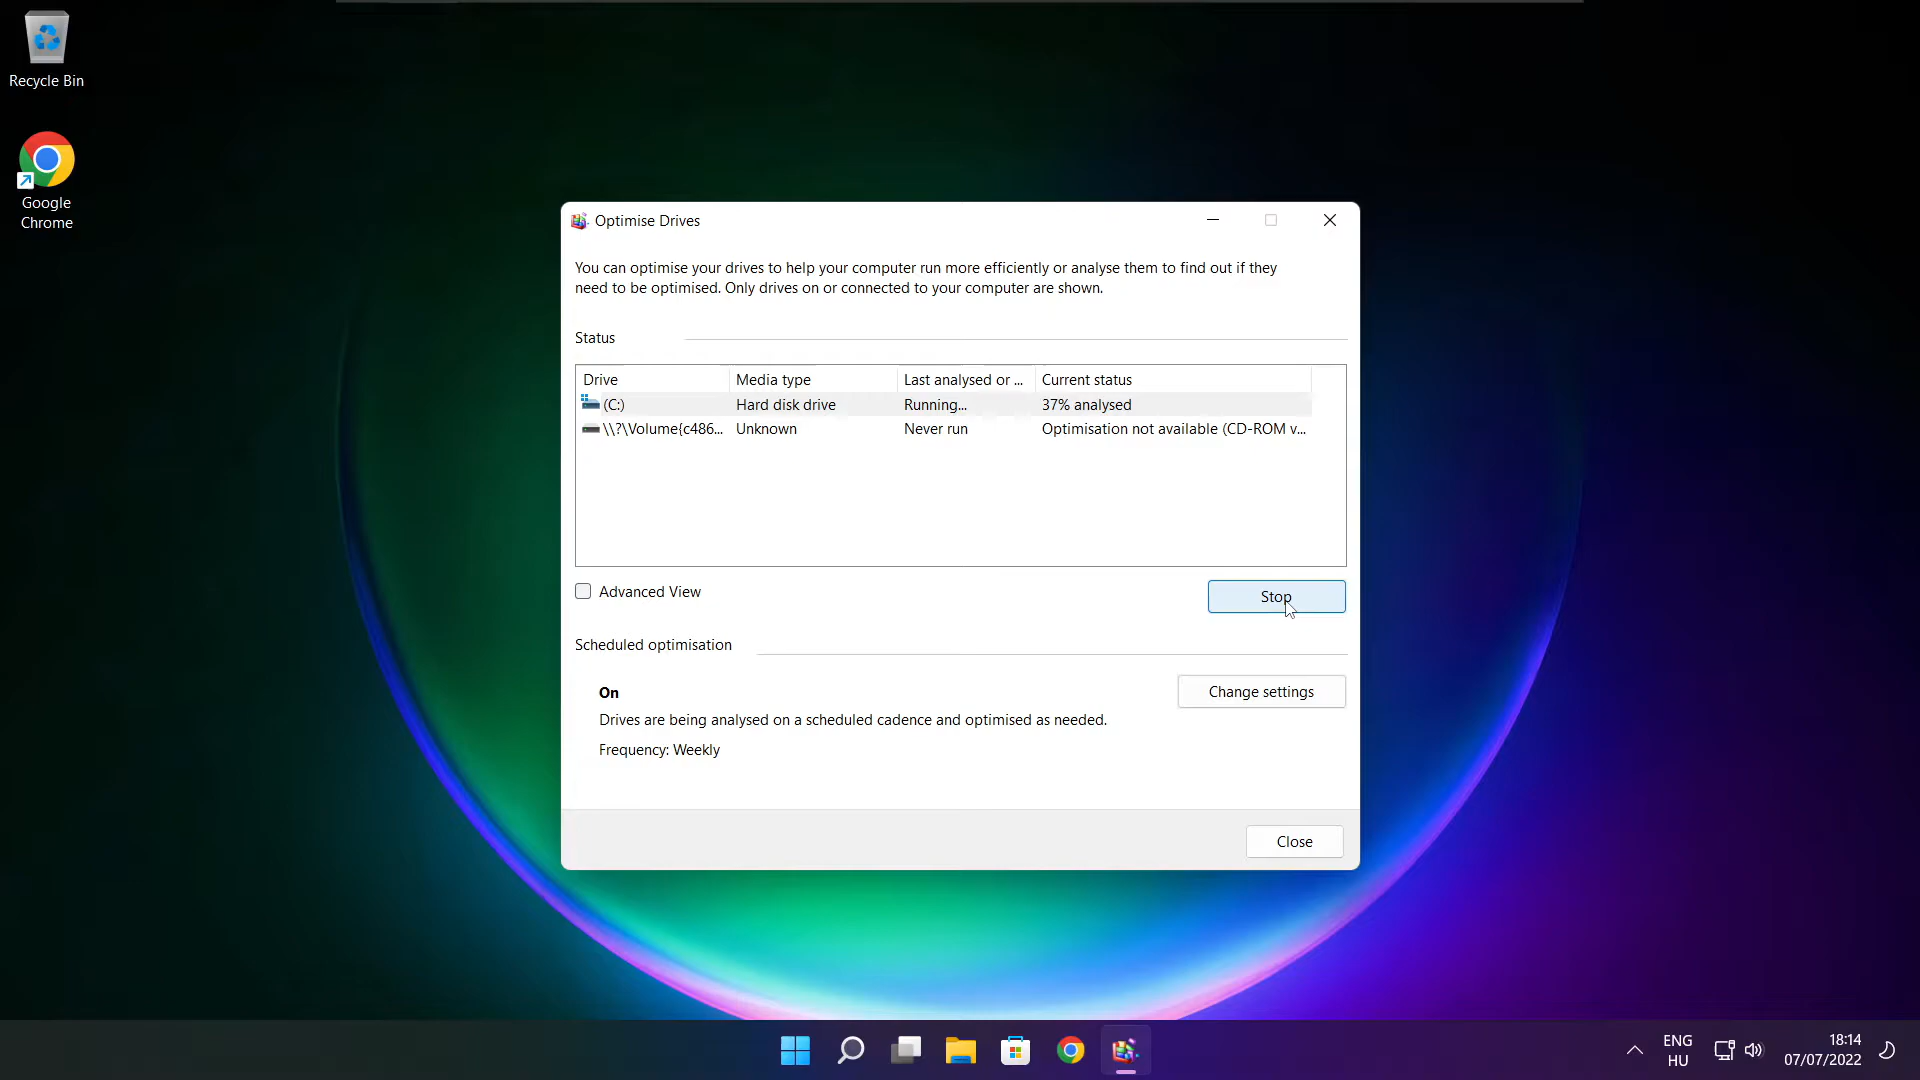 Recycle Bin
Google
Chrome
Optimise Drives
You can optimise your drives to help your computer run more efficiently or analyse them to find out if they
need to be optimised. Only drives on or connected to your computer are shown.
Status
Drive Media type Last analysed or ... Current status
(C:) Hard disk drive Running... 37% analysed
\\?\Volume{c486... Unknown Never run Optimisation not available (CD-ROM v...
Advanced View
Stop
Scheduled optimisation
On
Change settings
Drives are being analysed on a scheduled cadence and optimised as needed.
Frequency: Weekly
Close
ENG
HU
18:14
07/07/2022